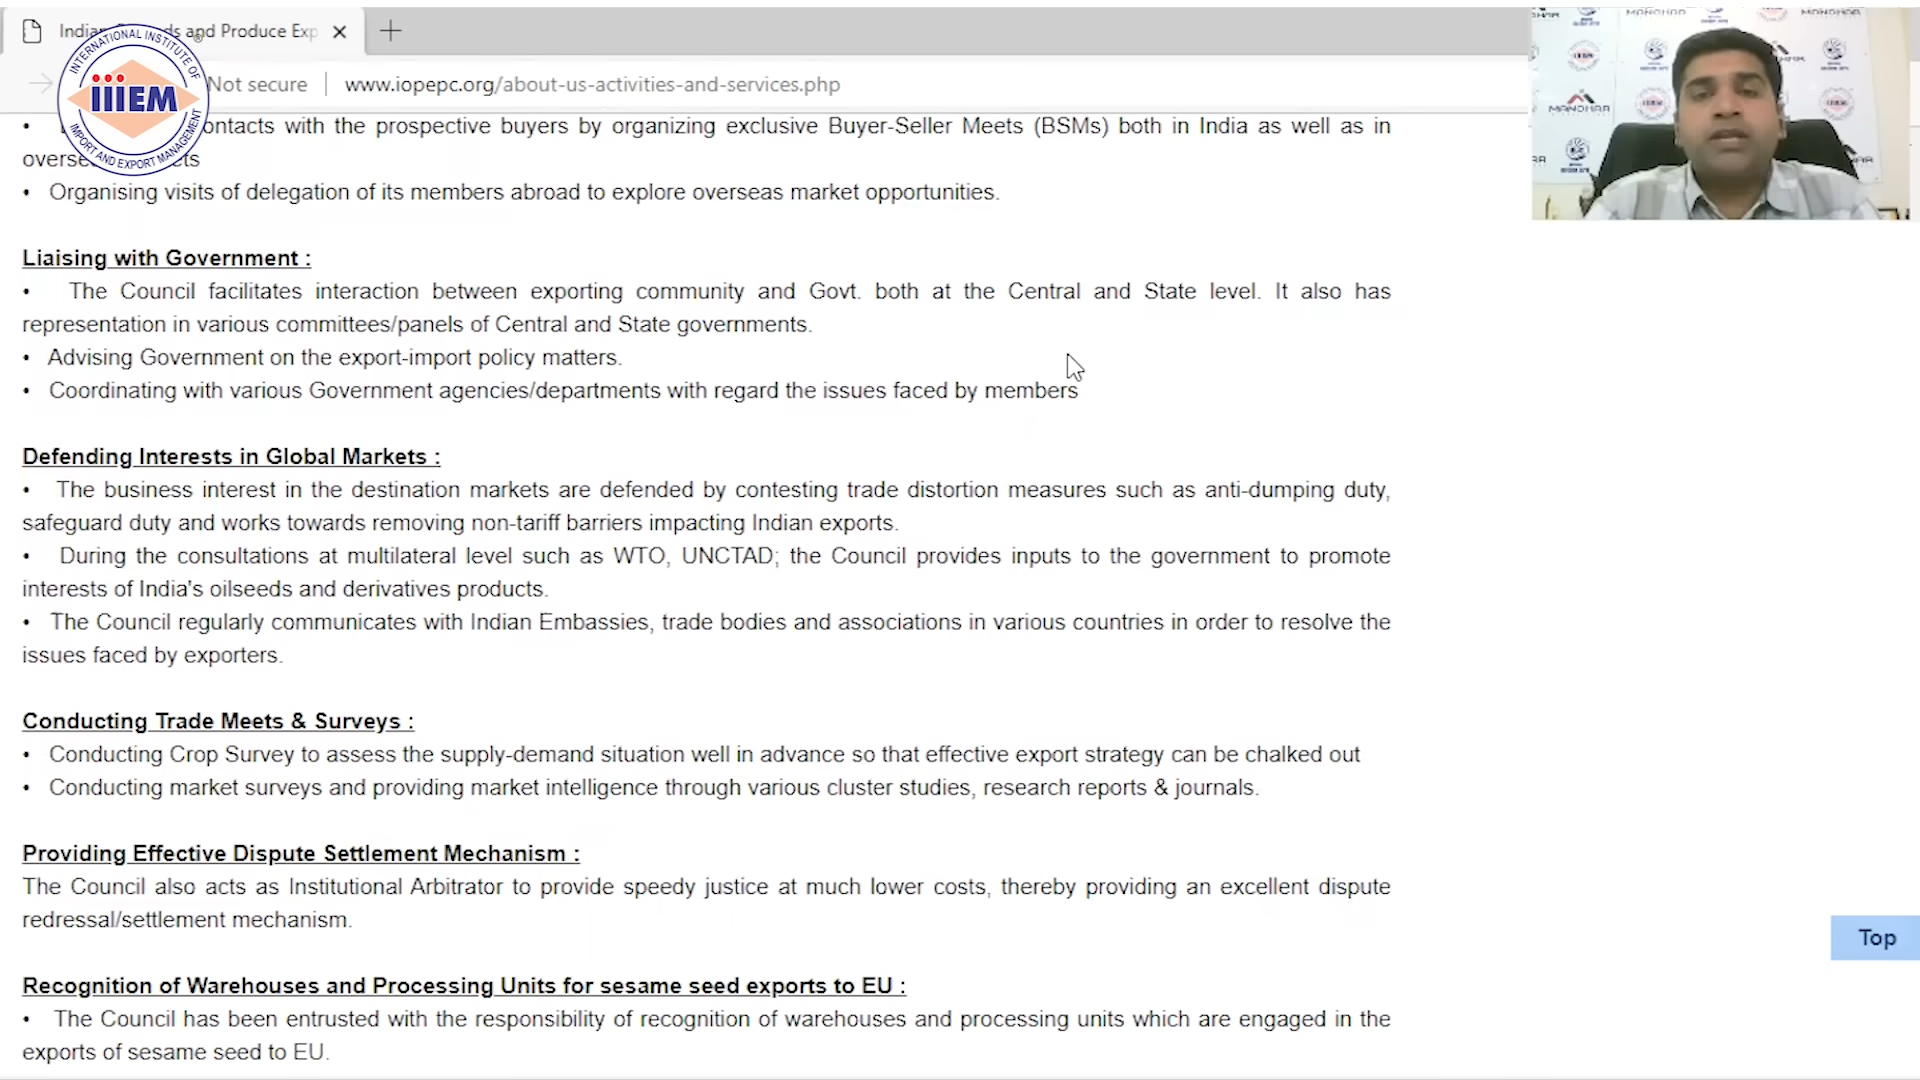 India
s and Produce Exp
INTERNATIONAL INSTITUTE OF
iiiEM
IMPORT AND EXPORT MANAGEMENT
Not secure
www.iopepc.org/about-us-activities-and-services.php
MANOHAR
• ontacts with the prospective buyers by organizing exclusive Buyer-Seller Meets (BSMs) both in India as well as in
overse ts
• Organising visits of delegation of its members abroad to explore overseas market opportunities.
Liaising with Government :
• The Council facilitates interaction between exporting community and Govt. both at the Central and State level. It also has
representation in various committees/panels of Central and State governments.
• Advising Government on the export-import policy matters.
• Coordinating with various Government agencies/departments with regard the issues faced by members
Defending Interests in Global Markets :
• The business interest in the destination markets are defended by contesting trade distortion measures such as anti-dumping duty,
safeguard duty and works towards removing non-tariff barriers impacting Indian exports.
• During the consultations at multilateral level such as WTO, UNCTAD; the Council provides inputs to the government to promote
interests of India's oilseeds and derivatives products.
• The Council regularly communicates with Indian Embassies, trade bodies and associations in various countries in order to resolve the
issues faced by exporters.
Conducting Trade Meets & Surveys :
• Conducting Crop Survey to assess the supply-demand situation well in advance so that effective export strategy can be chalked out
• Conducting market surveys and providing market intelligence through various cluster studies, research reports & journals.
Providing Effective Dispute Settlement Mechanism :
The Council also acts as Institutional Arbitrator to provide speedy justice at much lower costs, thereby providing an excellent dispute
redressal/settlement mechanism.
Top
Recognition of Warehouses and Processing Units for sesame seed exports to EU :
• The Council has been entrusted with the responsibility of recognition of warehouses and processing units which are engaged in the
exports of sesame seed to EU.